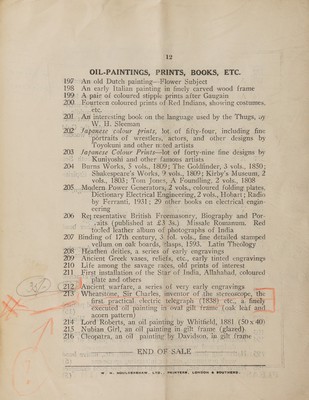 12
OIL-PAINTINGS, PRINTS, BOOKS, ETC.
197 An old Dutch painting—Flower Subject
198 An early Italian painting in finely carved wood frame
199 A pair of coloured stipple prints after Gaugain
200 Fourteen coloured prints of Red Indians, showing costumes, etc.
201 An interesting book on the language used by the Thugs, by
W. H. Sleeman
202 Japanese colour prints, lot of fifty-four, including fine
portraits of wrestlers, actors, and other designs by
Toyokuni and other noted artists
203 Japanese Colour Prints—lot of forty-nine fine designs by
Kuniyoshi and other famous artists
204 Burns Works, 5 vols., 1809; The Goldfinder, 3 vols., 1850;
Shakespeare's Works, 9 vols., 1809; Kirby's Museum, 2
vols., 1803; Tom Jones, A Foundling, 2 vols., 1808
205 Modern Power Generators, 2 vols., coloured folding plates,
Dictionary Electrical Engineering, 2 vols., Hobart; Radio
by Ferranti, 1931; 29 other books on electrical engin-
eering
206 Representative British Freemasonry, Biography and Por-
traits (published at £3 3s.) Missale Romanum. Red
tooled leather album of photographs of India
207 Binding of 17th century, 3 fol. vols., fine detailed stamped
vellum on oak boards, clasps, 1693. Latin Theology
208 Heathen deities, a series of early engravings
209 Ancient Greek vases, reliefs, etc., early tinted engravings
210 Life among the savage races, old prints of interest
211 First installation of the Star of India, Allahabad, coloured
plate and others
212 Ancient warfare, a series of very early engravings
213 Wheatstone, Sir Charles, inventor of the stereoscope, the
first practical electric telegraph (1838) etc., a finely
executed oil painting in oval gilt frame (oak leaf and
acorn pattern)
214 Lord Roberts, an oil painting by Whitfield, 1881 (50 x 40)
215 Nubian Girl, an oil painting in gilt frame (glazed)
216 Cleopatra, an oil painting by Davidson, in gilt frame
END OF SALE
PRINTERS, LONDON & SOUTHEND.